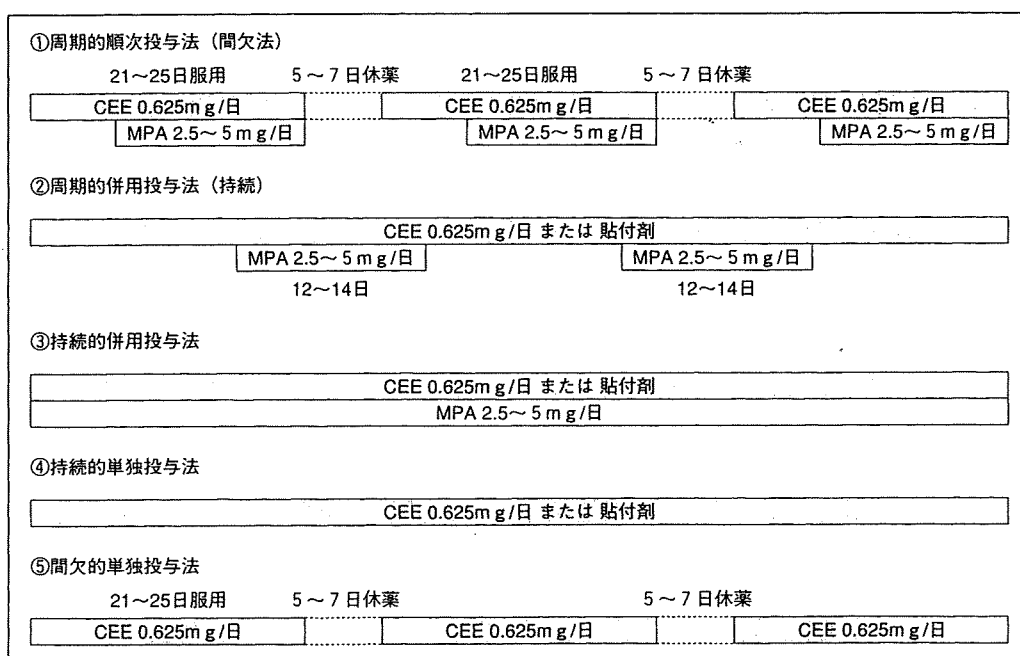 ①周期的順次投与法(間欠法)
21～25日服用 5～7日休薬 21～25日服用 5～7日休薬
CEE 0.625mg/日 CEE 0.625mg/日 CEE 0.625mg/日
MPA 2.5～5mg/日 MPA 2.5～5mg/日 MPA 2.5～5mg/日
②周期的併用投与法(持続)
CEE 0.625mg/日 または 貼付剤
MPA 2.5～5mg/日 MPA 2.5～5mg/日
12～14日 12～14日
③持続的併用投与法
CEE 0.625mg/日 または 貼付剤
MPA 2.5～5mg/日
④持続的単独投与法
CEE 0.625mg/日 または 貼付剤
⑤間欠的単独投与法
21～25日服用 5～7日休薬 5～7日休薬
CEE 0.625mg/日 CEE 0.625mg/日 CEE 0.625mg/日